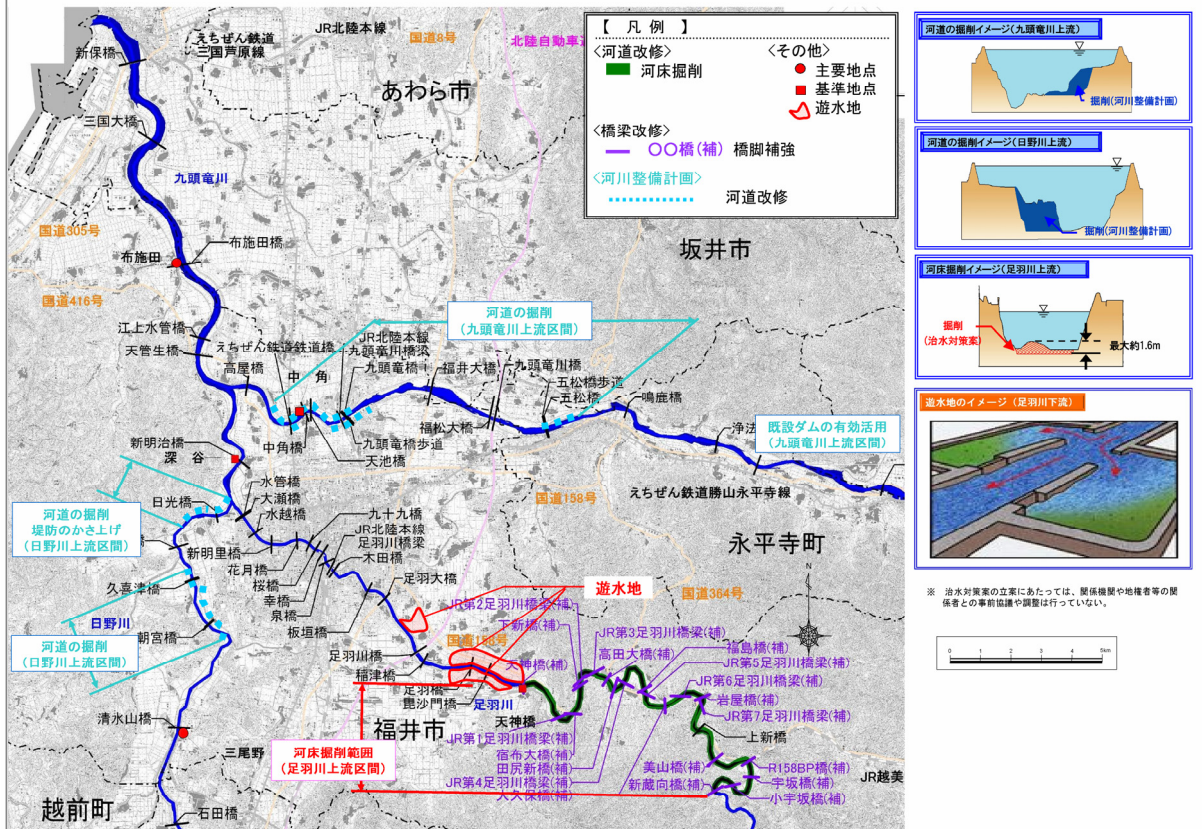 【 凡 例 】
<河道改修>
河床掘削
<その他>
主要地点
基準地点
遊水地
<橋梁改修>
〇〇橋(補) 橋脚補強
<河川整備計画>
河道改修
JR北陸本線
国道8号
北陸自動車道
えちぜん鉄道
三国芦原線
新保橋
あわら市
三国大橋
九頭竜川
国道305号
布施田
布施田橋
坂井市
国道416号
河道の掘削
(九頭竜川上流区間)
江上水管橋
天菅生橋
えちぜん鉄道鉄道橋
JR北陸本線
九頭竜川橋梁
高屋橋
中 角
九頭竜橋
福井大橋
九頭竜川橋
五松橋歩道
五松橋
鳴鹿橋
福松大橋
中角橋
天池橋
九頭竜橋歩道
浄法
既設ダムの有効活用
(九頭竜川上流区間)
新明治橋
深 谷
水管橋
大瀬橋
日光橋
水越橋
国道158号
えちぜん鉄道勝山永平寺線
河道の掘削
堤防のかさ上げ
(日野川上流区間)
橋
新明里橋
九十九橋
JR北陸本線
足羽川橋梁
木田橋
花月橋
桜橋
幸橋
泉橋
足羽大橋
永平寺町
久喜津橋
日野川
板垣橋
遊水地
国道364号
朝宮橋
河道の掘削
(日野川上流区間)
JR第2足羽川橋梁(補)
下新橋(補)
国道158号
天神橋(補)
JR第3足羽川橋梁(補)
福島橋(補)
高田大橋(補)
JR第5足羽川橋梁(補)
JR第6足羽川橋梁(補)
岩屋橋(補)
JR第7足羽川橋梁(補)
足羽川橋
稲津橋
足羽橋
毘沙門橋
足羽川
天神橋
上新橋
清水山橋
福井市
JR第1足羽川橋梁(補)
宿布大橋(補)
田尻新橋(補)
JR第4足羽川橋梁(補)
大久保橋(補)
三尾野
河床掘削範囲
(足羽川上流区間)
美山橋(補)
R158BP橋(補)
新蔵向橋(補)
宇坂橋(補)
小宇坂橋(補)
JR越美
越前町
石田橋
N
河道の掘削イメージ(九頭竜川上流)
掘削(河川整備計画)
河道の掘削イメージ(日野川上流)
掘削(河川整備計画)
河床掘削イメージ(足羽川上流)
掘削
(治水対策案)
最大約1.6m
遊水地のイメージ(足羽川下流)
※ 治水対策案の立案にあたっては、関係機関や地権者等の関
係者との事前協議や調整は行っていない。
0 1 2 3 4 5km